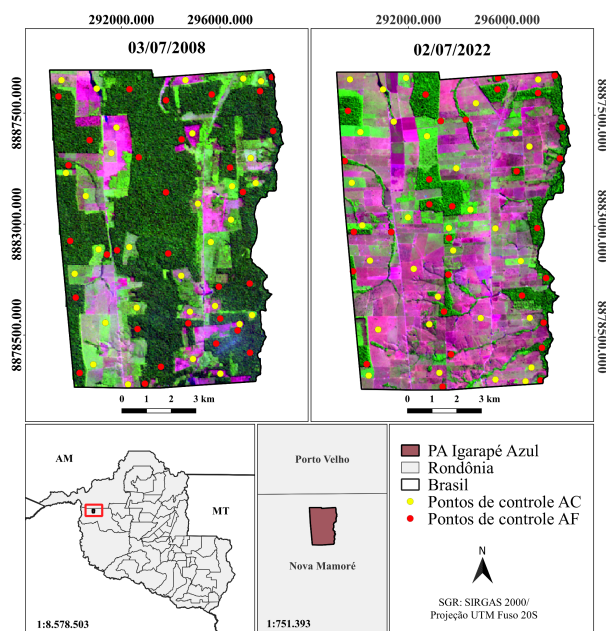 292000.000 296000.000 292000.000 296000.000
03/07/2008 02/07/2022
8887500.000 8887500.000
8883000.000 8883000.000
8878500.000 8878500.000
0 1 2 3 km 0 1 2 3 km
AM
MT
1:8.578.503
Porto Velho
Nova Mamoré
1:751.393
PA Igarapé Azul
Rondônia
Brasil
Pontos de controle AC
Pontos de controle AF
N
SGR: SIRGAS 2000/
Projeção UTM Fuso 20S